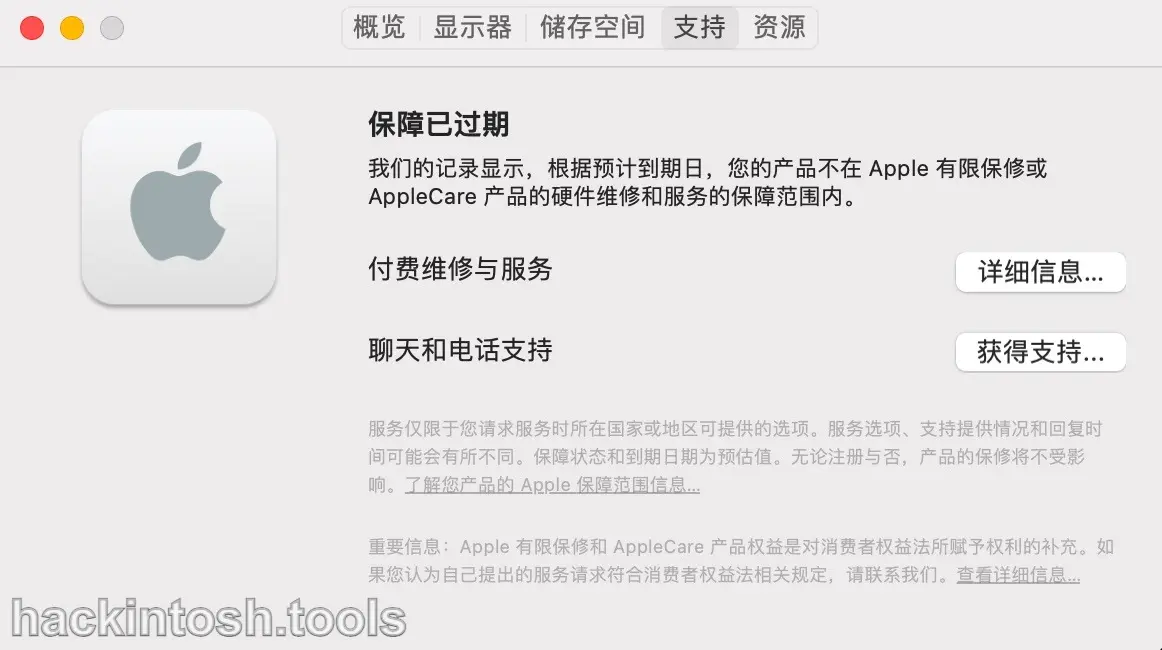 概览 显示器 储存空间 支持 资源
保障已过期
我们的记录显示，根据预计到期日，您的产品不在 Apple 有限保修或
AppleCare 产品的硬件维修和服务的保障范围内。
付费维修与服务 详细信息...
聊天和电话支持 获得支持...
服务仅限于您请求服务时所在国家或地区可提供的选项。服务选项、支持提供情况和回复时
间可能会有所不同。保障状态和到期日期为预估值。无论注册与否，产品的保修将不受影
响。了解您产品的 Apple 保障范围信息...
重要信息：Apple 有限保修和 AppleCare 产品权益是对消费者权益法所赋予权利的补充。如
果您认为自己提出的服务请求符合消费者权益法相关规定，请联系我们。查看详细信息...
hackintosh.tools